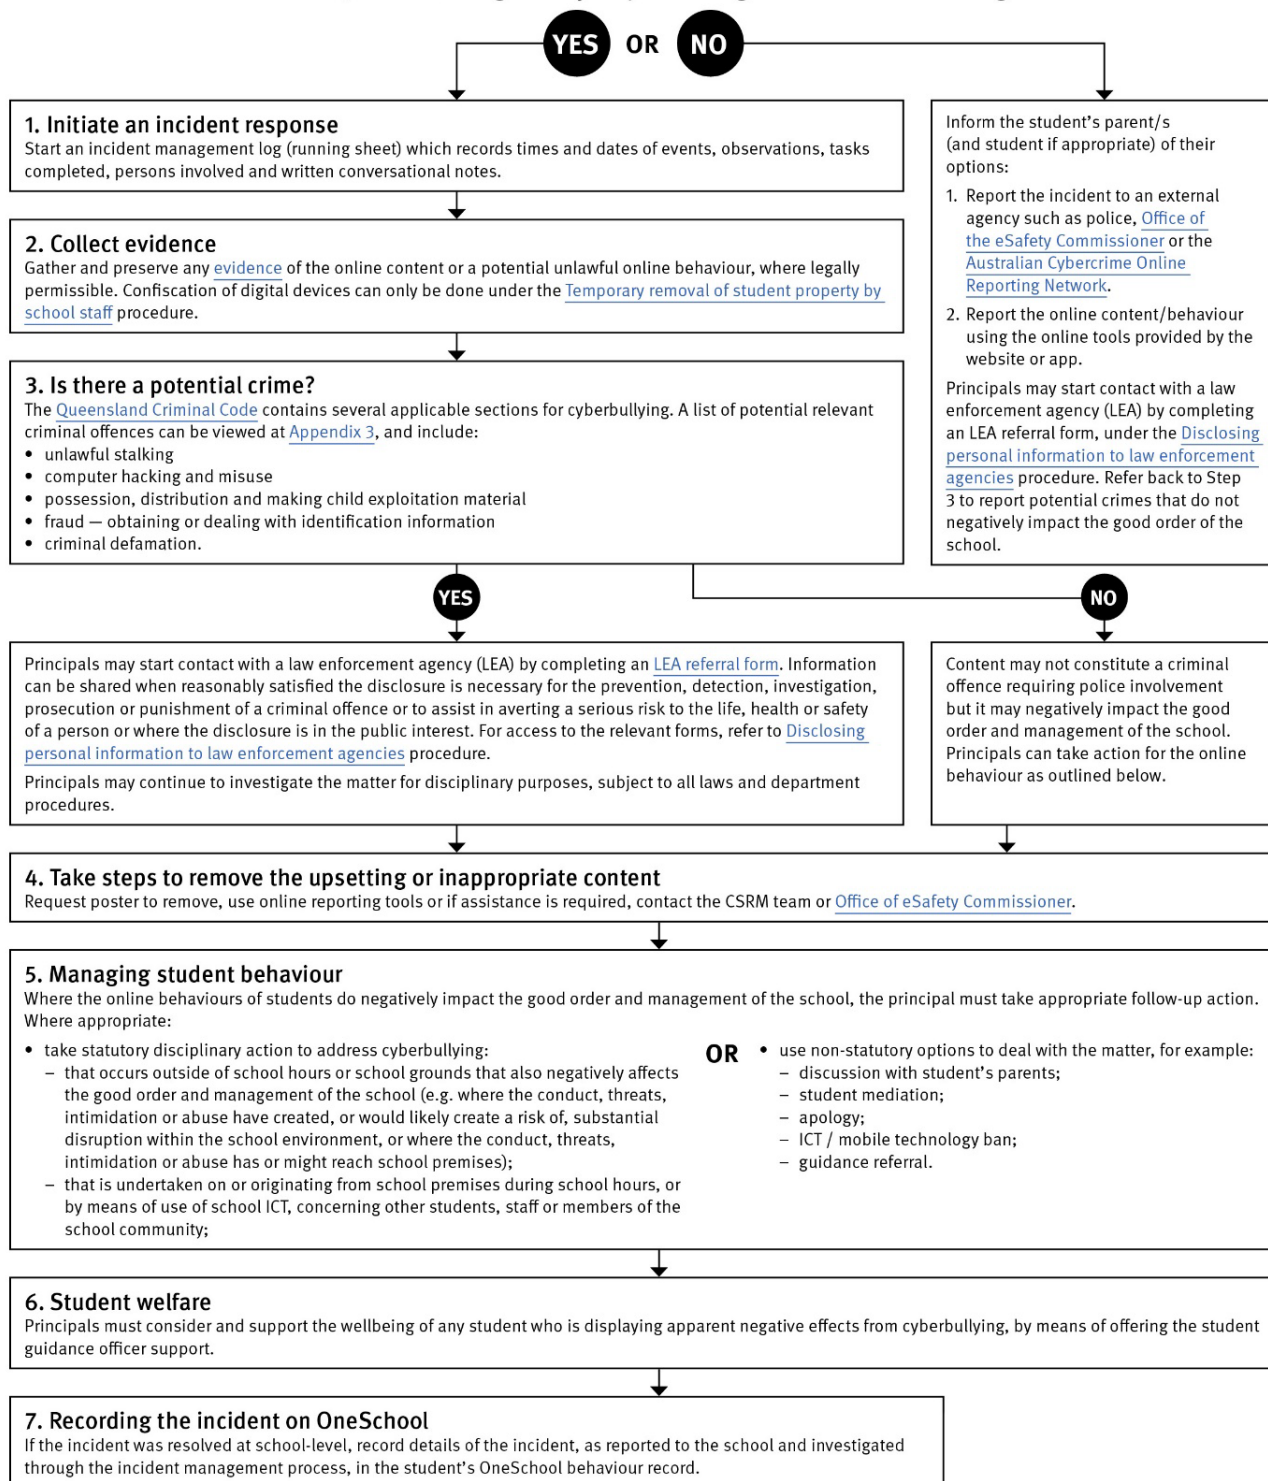 YES OR NO
1. Initiate an incident response
Start an incident management log (running sheet) which records times and dates of events, observations, tasks
completed, persons involved and written conversational notes.
2. Collect evidence
Gather and preserve any evidence of the online content or a potential unlawful online behaviour, where legally
permissible. Confiscation of digital devices can only be done under the Temporary removal of student property by
school staff procedure.
3. Is there a potential crime?
The Queensland Criminal Code contains several applicable sections for cyberbullying. A list of potential relevant
criminal offences can be viewed at Appendix 3, and include:
• unlawful stalking
• computer hacking and misuse
• possession, distribution and making child exploitation material
• fraud — obtaining or dealing with identification information
• criminal defamation.
Inform the student's parent/s
(and student if appropriate) of their
options:
1. Report the incident to an external
agency such as police, Office of
the eSafety Commissioner or the
Australian Cybercrime Online
Reporting Network.
2. Report the online content/behaviour
using the online tools provided by the
website or app.
Principals may start contact with a law
enforcement agency (LEA) by completing
an LEA referral form, under the Disclosing
personal information to law enforcement
agencies procedure. Refer back to Step
3 to report potential crimes that do not
negatively impact the good order of the
school.
YES
NO
Principals may start contact with a law enforcement agency (LEA) by completing an LEA referral form. Information
can be shared when reasonably satisfied the disclosure is necessary for the prevention, detection, investigation,
prosecution or punishment of a criminal offence or to assist in averting a serious risk to the life, health or safety
of a person or where the disclosure is in the public interest. For access to the relevant forms, refer to Disclosing
personal information to law enforcement agencies procedure.
Principals may continue to investigate the matter for disciplinary purposes, subject to all laws and department
procedures.
Content may not constitute a criminal
offence requiring police involvement
but it may negatively impact the good
order and management of the school.
Principals can take action for the online
behaviour as outlined below.
4. Take steps to remove the upsetting or inappropriate content
Request poster to remove, use online reporting tools or if assistance is required, contact the CSRM team or Office of eSafety Commissioner.
5. Managing student behaviour
Where the online behaviours of students do negatively impact the good order and management of the school, the principal must take appropriate follow-up action.
Where appropriate:
• take statutory disciplinary action to address cyberbullying:
– that occurs outside of school hours or school grounds that also negatively affects
the good order and management of the school (e.g. where the conduct, threats,
intimidation or abuse have created, or would likely create a risk of, substantial
disruption within the school environment, or where the conduct, threats,
intimidation or abuse has or might reach school premises);
– that is undertaken on or originating from school premises during school hours, or
by means of use of school ICT, concerning other students, staff or members of the
school community;
OR
• use non-statutory options to deal with the matter, for example:
– discussion with student's parents;
– student mediation;
– apology;
– ICT / mobile technology ban;
– guidance referral.
6. Student welfare
Principals must consider and support the wellbeing of any student who is displaying apparent negative effects from cyberbullying, by means of offering the student
guidance officer support.
7. Recording the incident on OneSchool
If the incident was resolved at school-level, record details of the incident, as reported to the school and investigated
through the incident management process, in the student's OneSchool behaviour record.